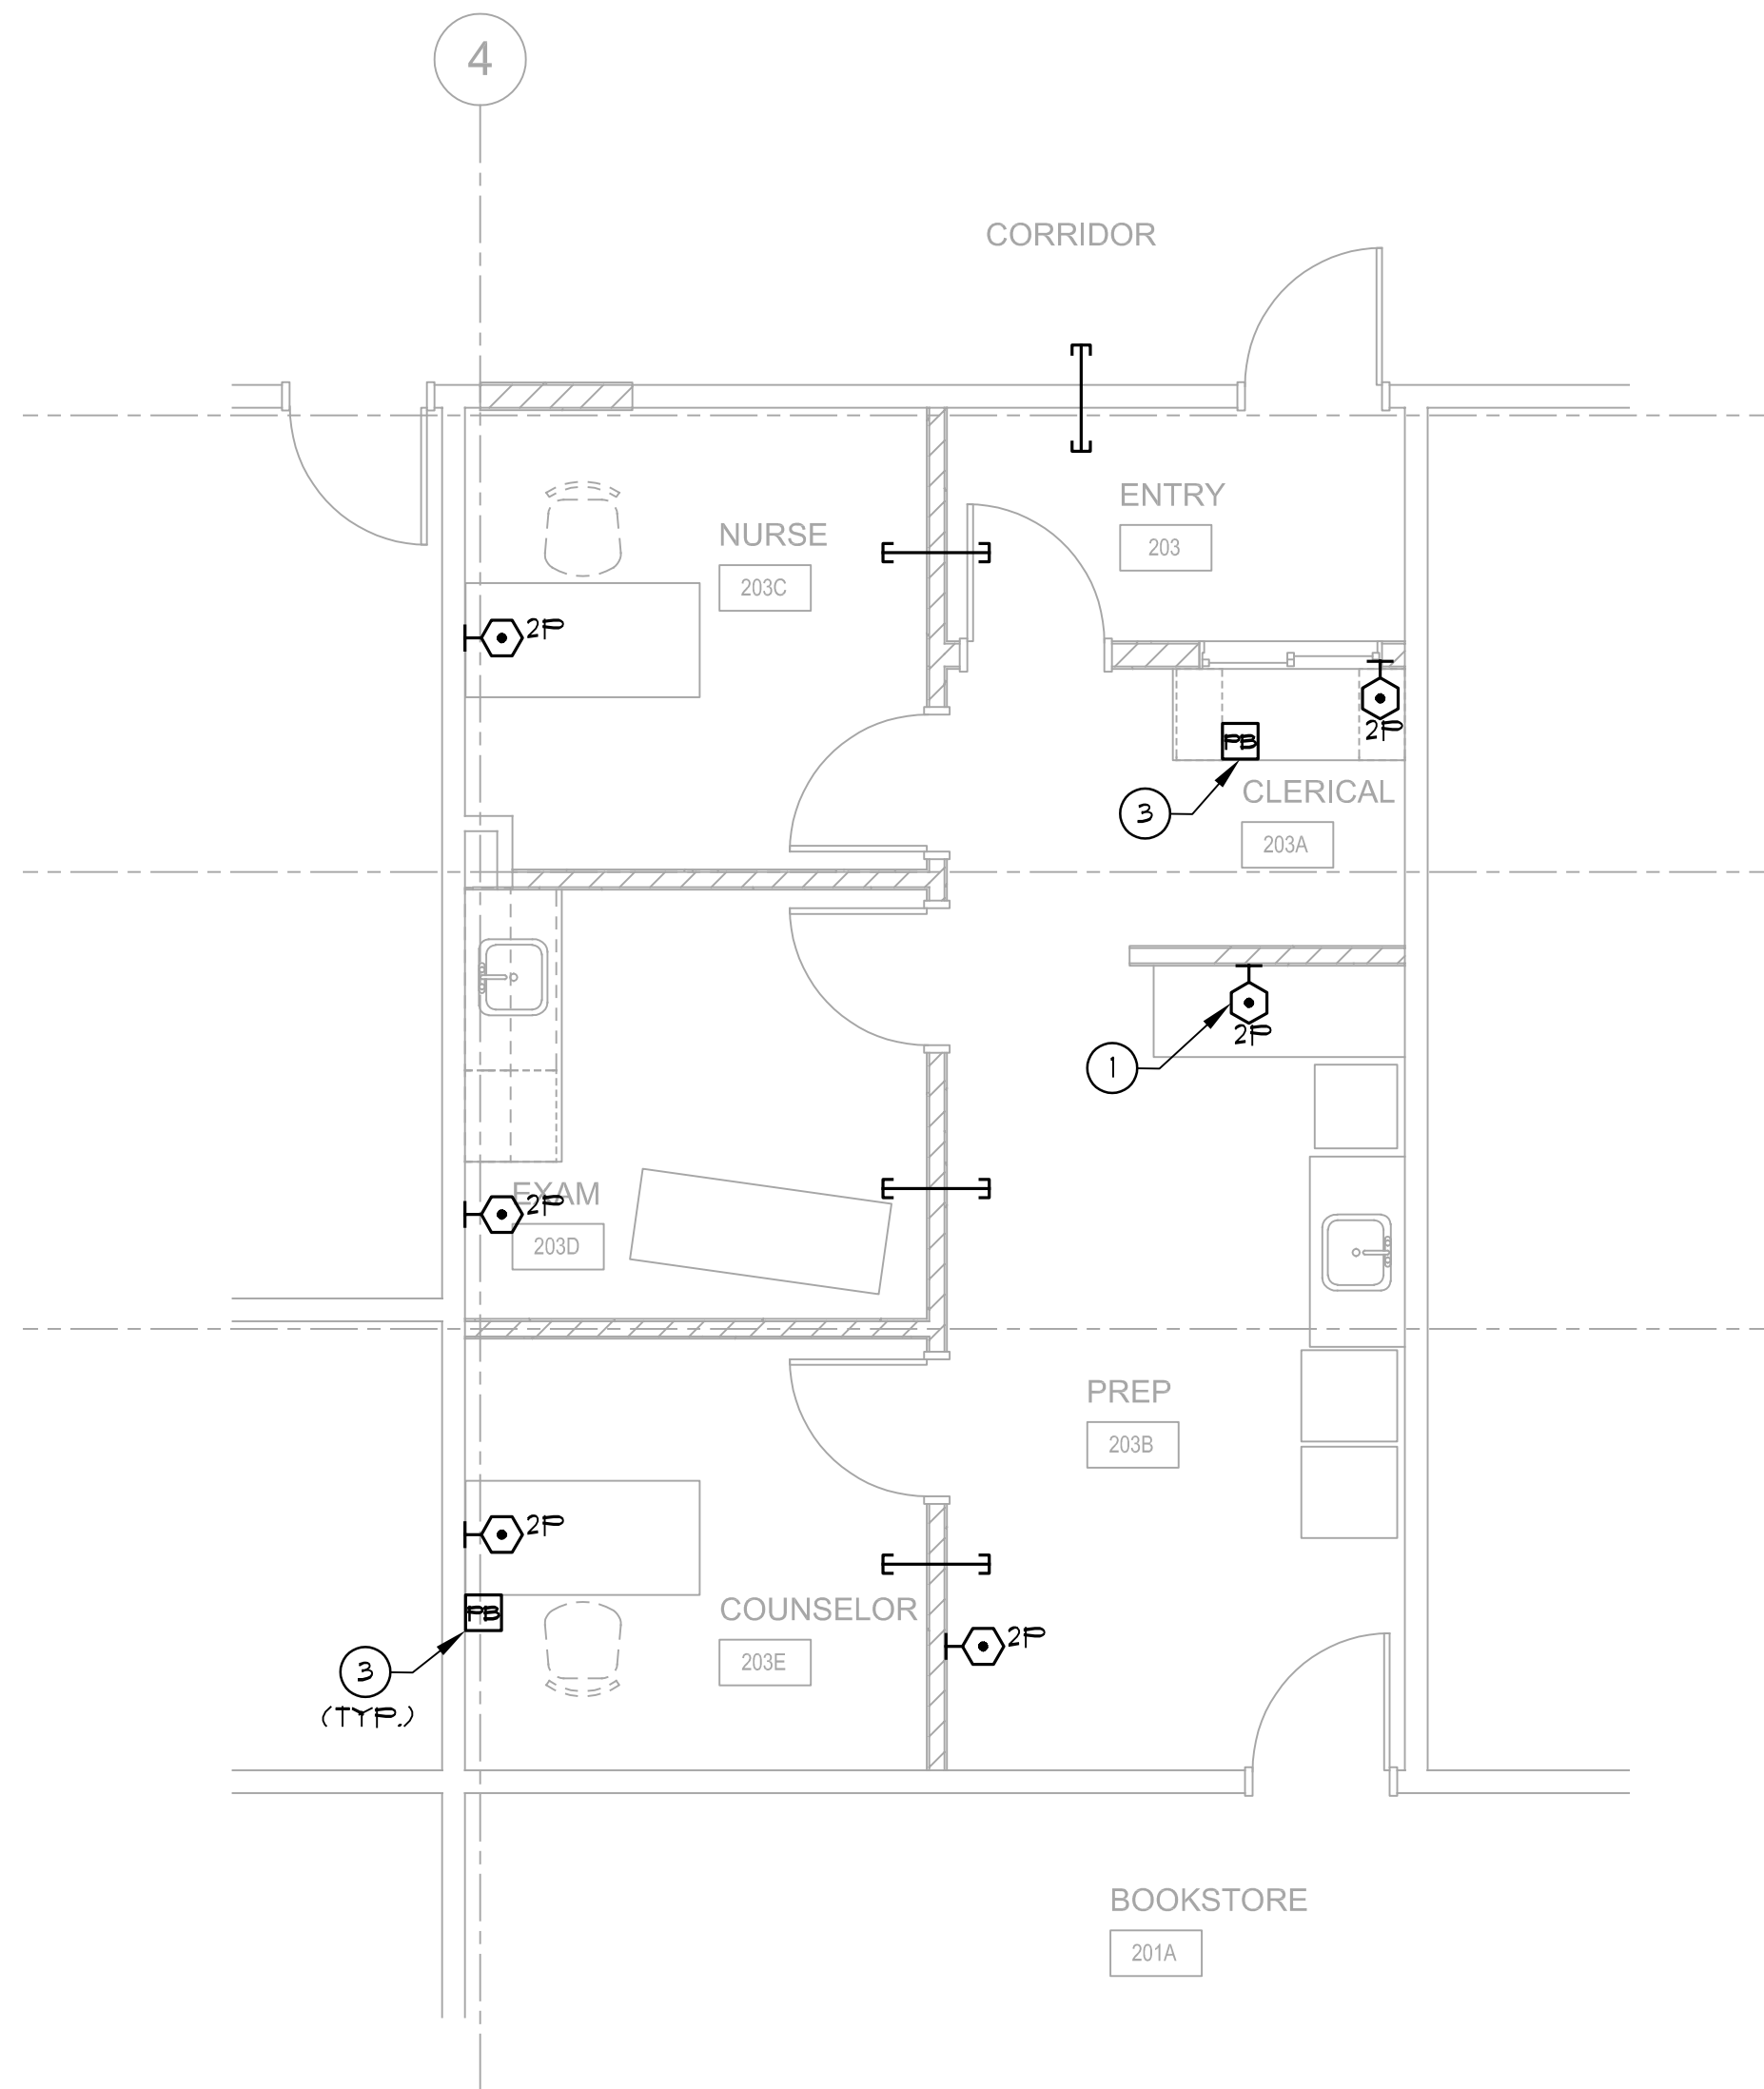 4
CORRIDOR
ENTRY
203
NURSE
203C
2P
2P
PB
3
CLERICAL
203A
2P
1
EXAM
2P
203D
PREP
203B
2P
COUNSELOR
PB
203E
2P
3
(TYP.)
BOOKSTORE
201A